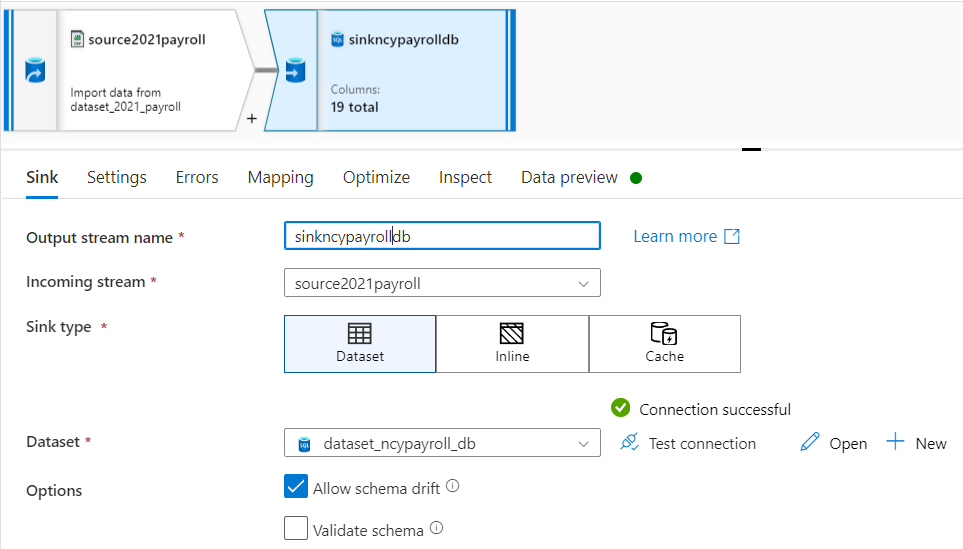 source2021payroll
Import data from
dataset_2021_payroll
+
sinkncypayrolldb
Columns:
19 total
Sink Settings Errors Mapping Optimize Inspect Data preview
Output stream name * sinkncypayrolldb Learn more
Incoming stream * source2021payroll
Sink type * Dataset Inline Cache
Connection successful
Dataset * dataset_ncypayroll_db Test connection Open New
Options Allow schema drift
Validate schema